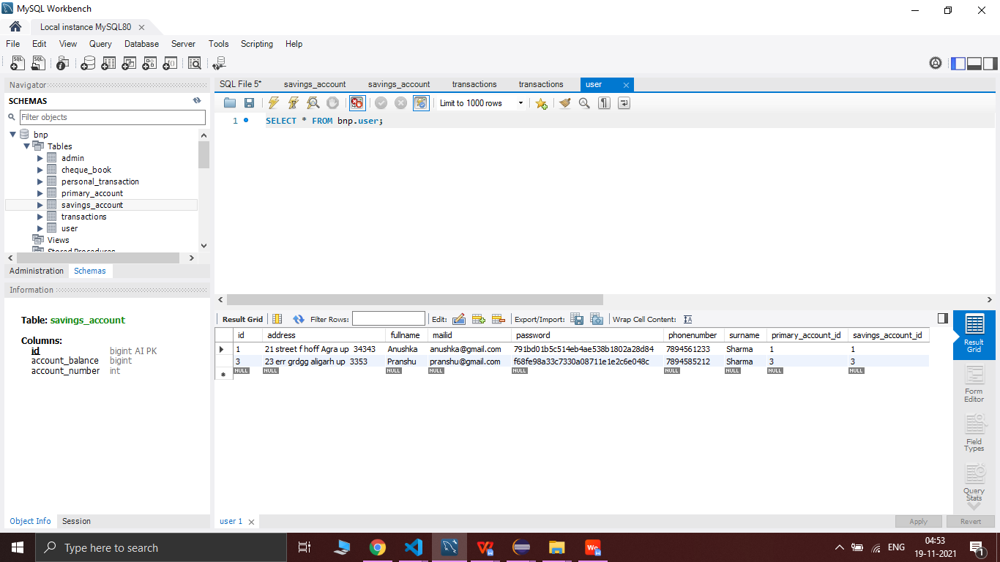 MySQL Workbench
Local instance MySQL80
File Edit View Query Database Server Tools Scripting Help
Navigator
SCHEMAS
Filter objects
bnp
Tables
admin
cheque_book
personal_transaction
primary_account
savings_account
transactions
user
Views
Administration Schemas
Information
Table: savings_account
Columns:
id bigint AI PK
account_balance bigint
account_number int
Object Info Session
SQL File 5* savings_account savings_account transactions transactions user
Limit to 1000 rows
1 SELECT * FROM bnp.user;
Result Grid Filter Rows: Edit: Export/Import: Wrap Cell Content:
id address fullname mailid password phonenumber surname primary_account_id savings_account_id
1 21 street f hoff Agra up 34343 Anushka anushka@gmail.com 791bd01b5c514eb4ae538b1802a28d84 7894561233 Sharma 1 1
3 23 err grdgg aligarh up 3353 Pranshu pranshu@gmail.com f68fe98a33c7330a08711e1e2c6e048c 7894585212 Sharma 3 3
NULL NULL NULL NULL NULL NULL NULL NULL NULL
Result
Grid
Form
Editor
Field
Types
Query
Stats
user 1
Apply Revert
Type here to search
ENG
04:53
19-11-2021
1